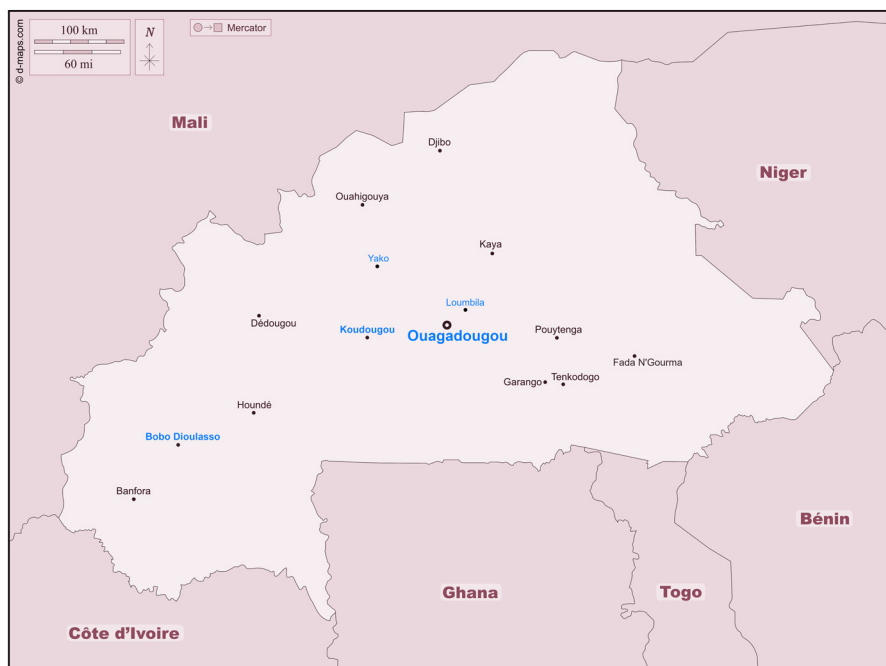 © d-maps.com
100 km
60 mi
N
Mercator
Mali
Niger
Djibo
Ouahigouya
Kaya
Yako
Loumbila
Dédougou
Koudougou
Ouagadougou
Pouytenga
Fada N'Gourma
Garango
Tenkodogo
Houndé
Bobo Dioulasso
Banfora
Bénin
Ghana
Togo
Côte d'Ivoire